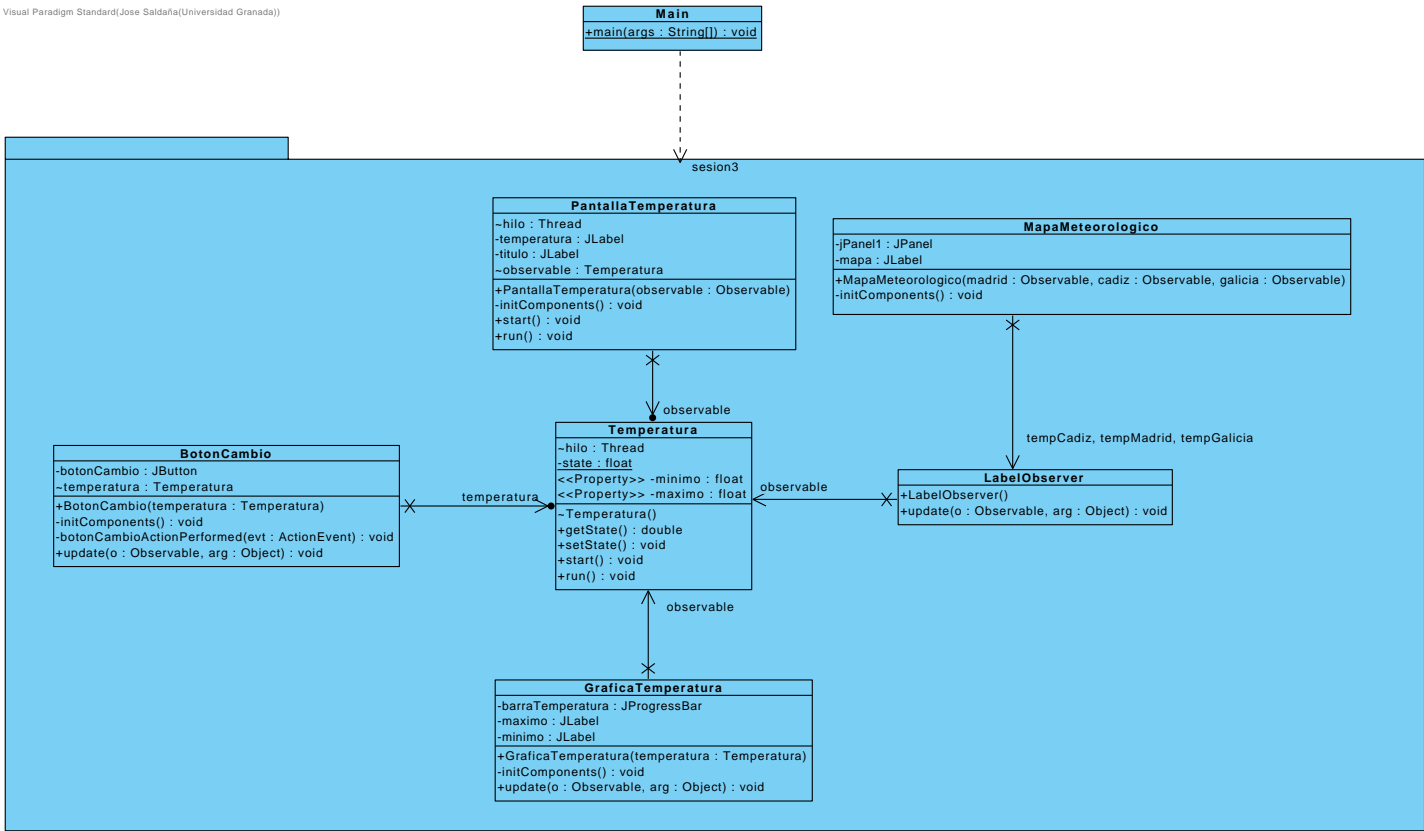 Visual Paradigm Standard(Jose Saldaña(Universidad Granada))
Main
+main(args : String[]) : void
sesion3
PantallaTemperatura
~hilo : Thread
-temperatura : JLabel
-titulo : JLabel
~observable : Temperatura
+PantallaTemperatura(observable : Observable)
-initComponents() : void
+start() : void
+run() : void
MapaMeteorologico
-jPanel1 : JPanel
-mapa : JLabel
+MapaMeteorologico(madrid : Observable, cadiz : Observable, galicia : Observable)
-initComponents() : void
observable
tempCadiz, tempMadrid, tempGalicia
BotonCambio
-botonCambio : JButton
~temperatura : Temperatura
+BotonCambio(temperatura : Temperatura)
-initComponents() : void
-botonCambioActionPerformed(evt : ActionEvent) : void
+update(o : Observable, arg : Object) : void
temperatura
Temperatura
~hilo : Thread
-state : float
<<Property>> -minimo : float
<<Property>> -maximo : float
~Temperatura()
+getState() : double
+setState() : void
+start() : void
+run() : void
observable
LabelObserver
+LabelObserver()
+update(o : Observable, arg : Object) : void
observable
GraficaTemperatura
-barraTemperatura : JProgressBar
-maximo : JLabel
-minimo : JLabel
+GraficaTemperatura(temperatura : Temperatura)
-initComponents() : void
+update(o : Observable, arg : Object) : void